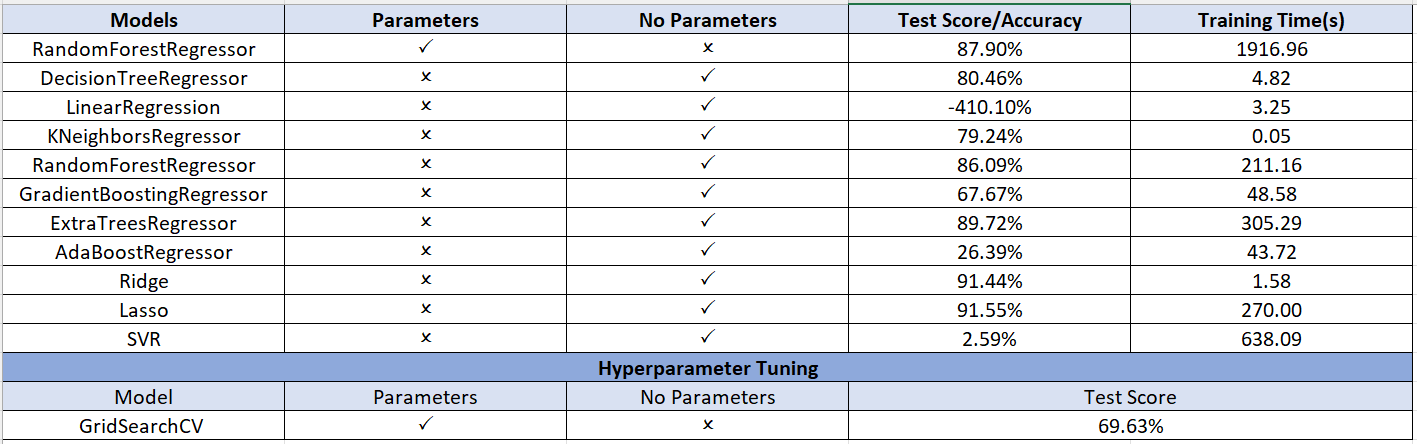 Models Parameters No Parameters Test Score/Accuracy Training Time(s)
RandomForestRegressor ✓ × 87.90% 1916.96
DecisionTreeRegressor × ✓ 80.46% 4.82
LinearRegression × ✓ -410.10% 3.25
KNeighborsRegressor × ✓ 79.24% 0.05
RandomForestRegressor × ✓ 86.09% 211.16
GradientBoostingRegressor × ✓ 67.67% 48.58
ExtraTreesRegressor × ✓ 89.72% 305.29
AdaBoostRegressor × ✓ 26.39% 43.72
Ridge × ✓ 91.44% 1.58
Lasso × ✓ 91.55% 270.00
SVR × ✓ 2.59% 638.09
Hyperparameter Tuning
Model Parameters No Parameters Test Score
GridSearchCV ✓ × 69.63%